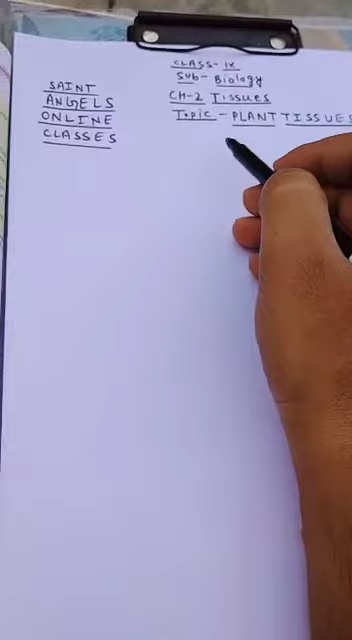 SAINT
ANGELS
ONLINE
CLASSES
CLASS- IX
Sub- Biology
CH-2 Tissues
Topic - PLANT TISSUES